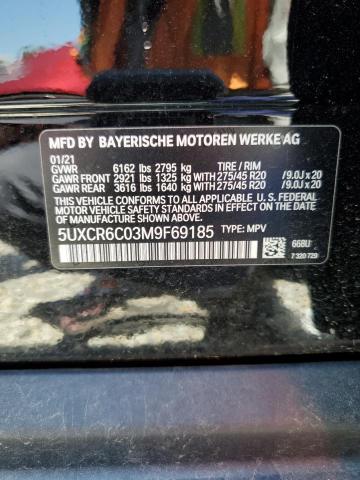 MFD BY BAYERISCHE MOTOREN WERKE AG
01/21
GVWR 6162 lbs 2795 kg TIRE / RIM
GAWR FRONT 2921 lbs 1325 kg 275/45 R20 /9.0J x 20
GAWR REAR 3616 lbs 1640 kg 275/45 R20 /9.0J x 20
THIS VEHICLE CONFORMS TO ALL APPLICABLE U. S. FEDERAL
MOTOR VEHICLE SAFETY STANDARDS IN EFFECT ON THE DATE
OF MANUFACTURE SHOWN ABOVE.
5UXCR6C03M9F69185 TYPE: MPV
668U
7 320 729